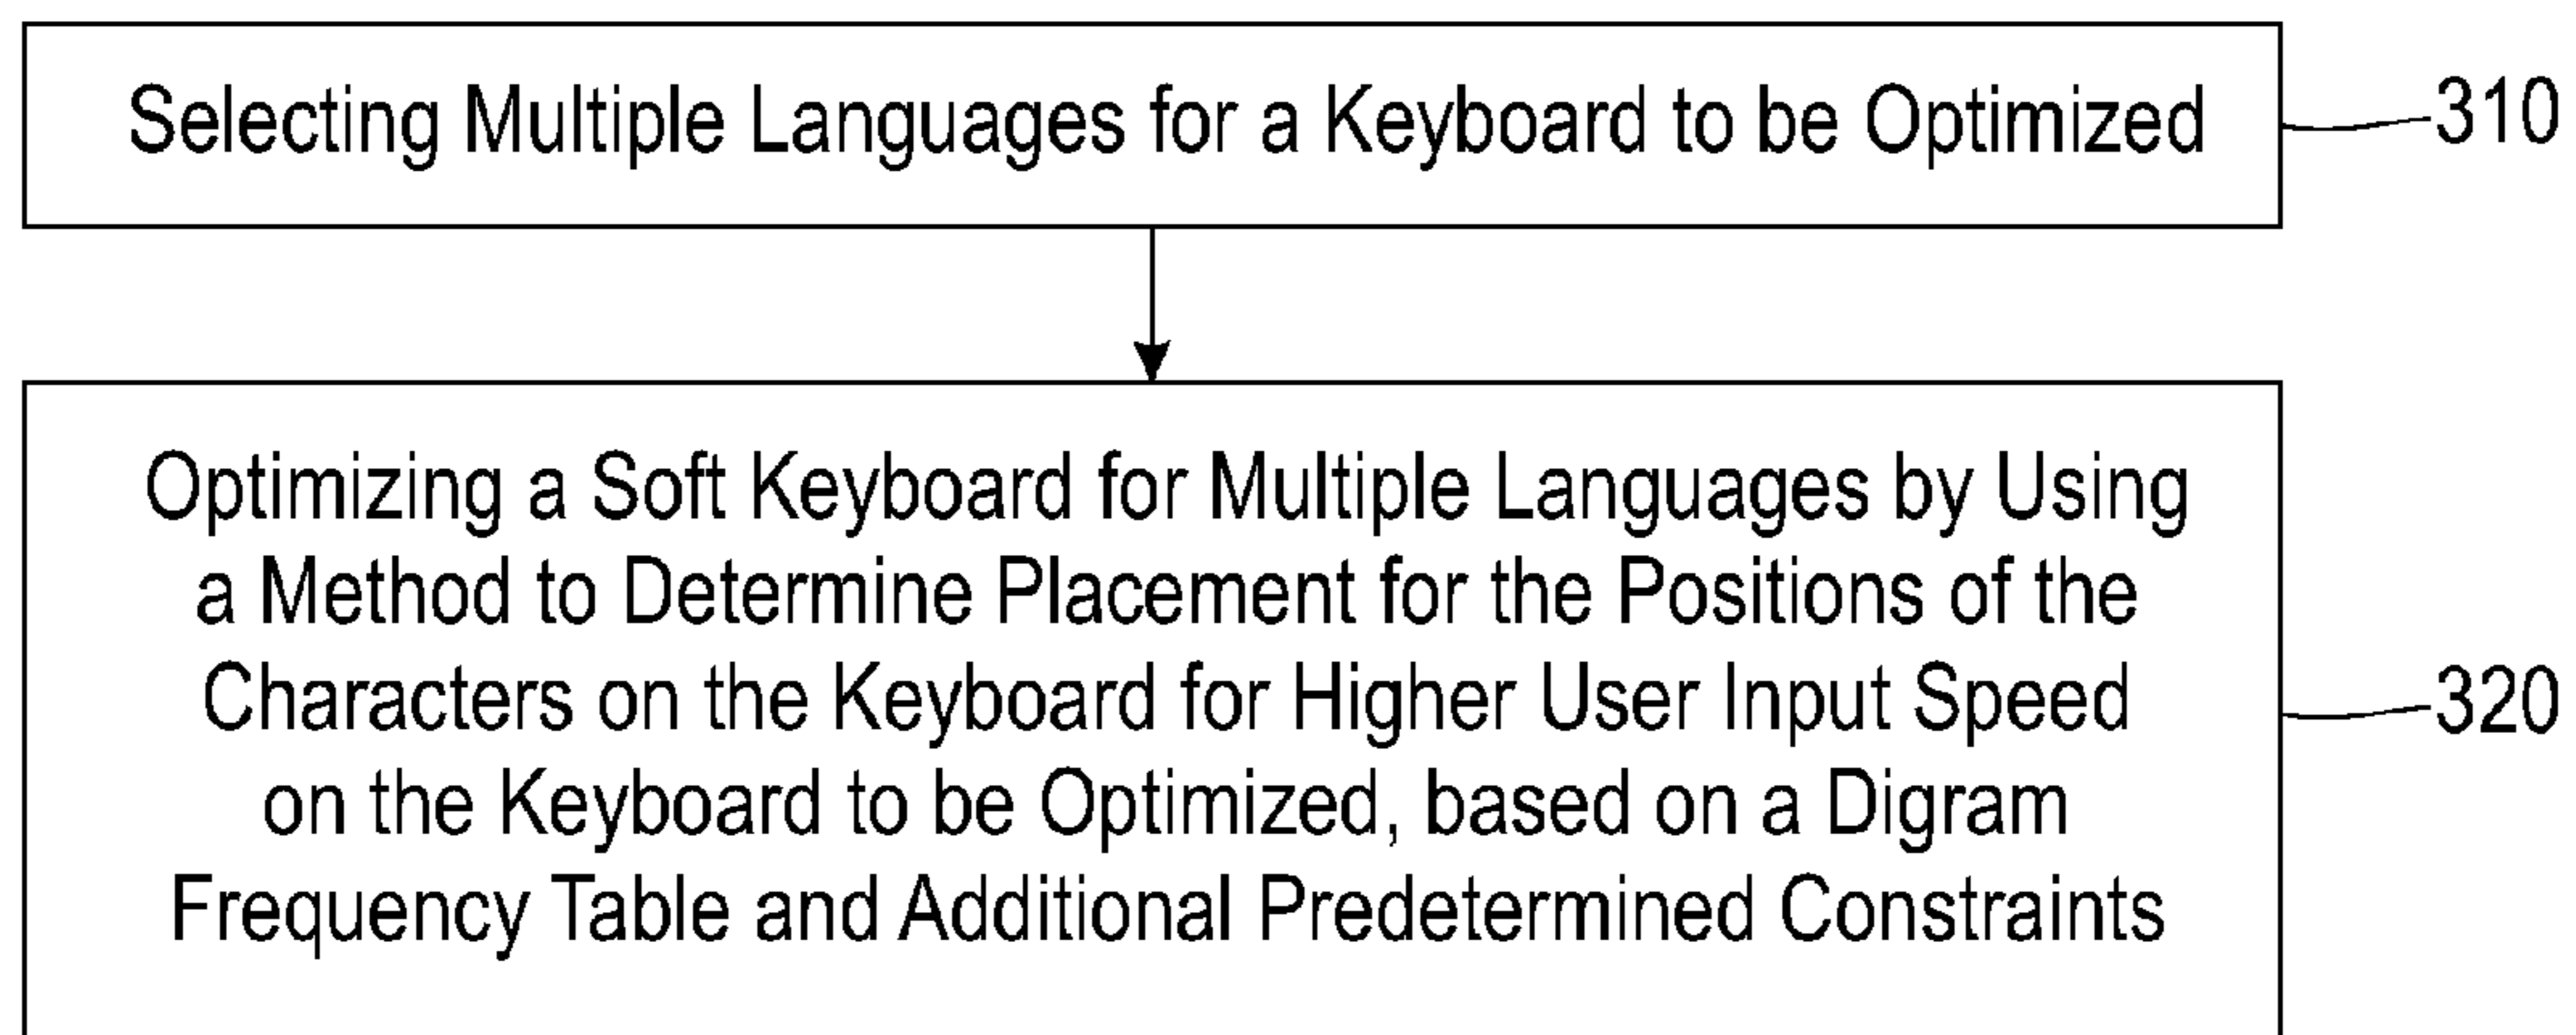 Selecting Multiple Languages for a Keyboard to be Optimized
310
Optimizing a Soft Keyboard for Multiple Languages by Using
a Method to Determine Placement for the Positions of the
Characters on the Keyboard for Higher User Input Speed
on the Keyboard to be Optimized, based on a Digram
Frequency Table and Additional Predetermined Constraints
320